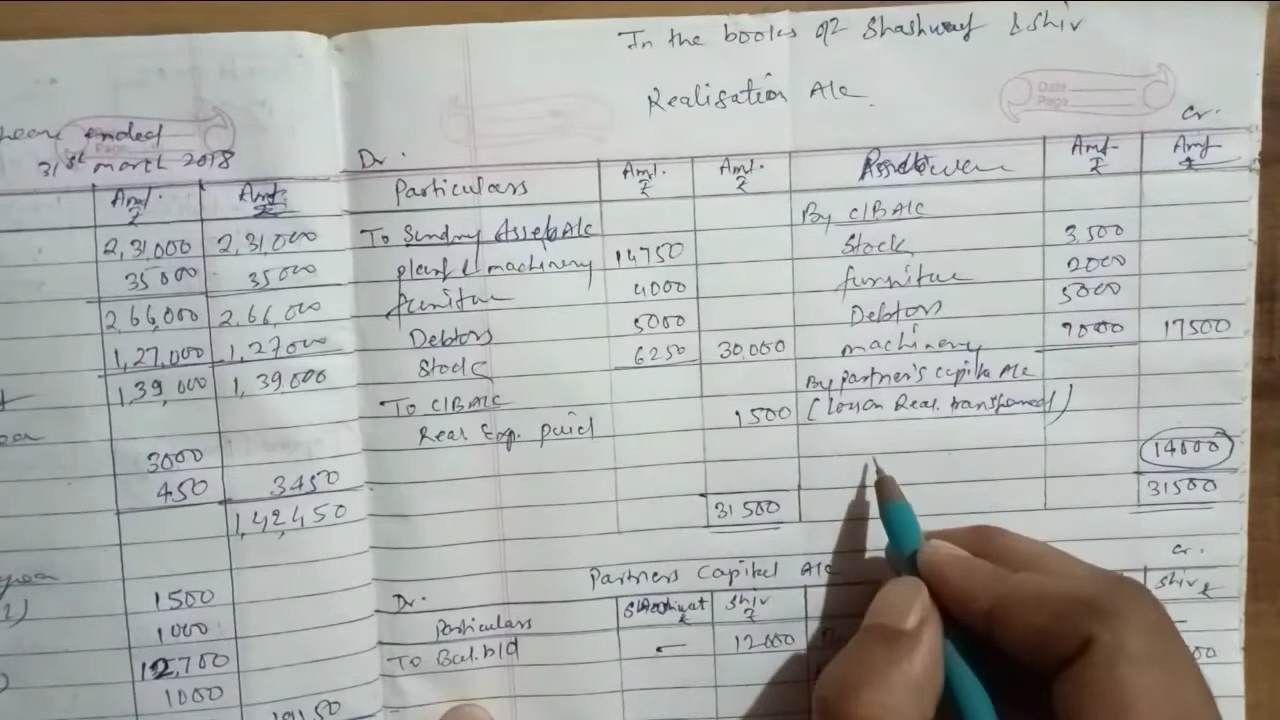 In the books of Shashwat & Shiv
Realisation A/c.
Dr.
Cr.
Particulars Amt. ₹ Amt. ₹ Amt ₹ Amt ₹
To Sundry Assets A/c By C/B A/c
plant & machinery 14750 Stock 3,500
furniture 4000 furniture 2000
Debtors 5000 Debtors 5000
Stock 6250 30,000 machinery 7000 17500
To C/B A/c By partner's capital A/c
Real. Exp. paid 1500 (loss on Real. transferred)
14000
31500 31500
Partners Capital A/c
Dr. Cr.
Particulars Shashwat ₹ Shiv ₹ Shiv ₹
To Bal. b/d – 12000
ended
31st march 2018
Amt. ₹ Amt. ₹
2,31,000 2,31,000
35000 35000
2,66,000 2,66,000
1,27,000 1,27,000
1,39,000 1,39,000
3000
450 3450
1,42,450
1500
1000
12,700
1000
Date
Page